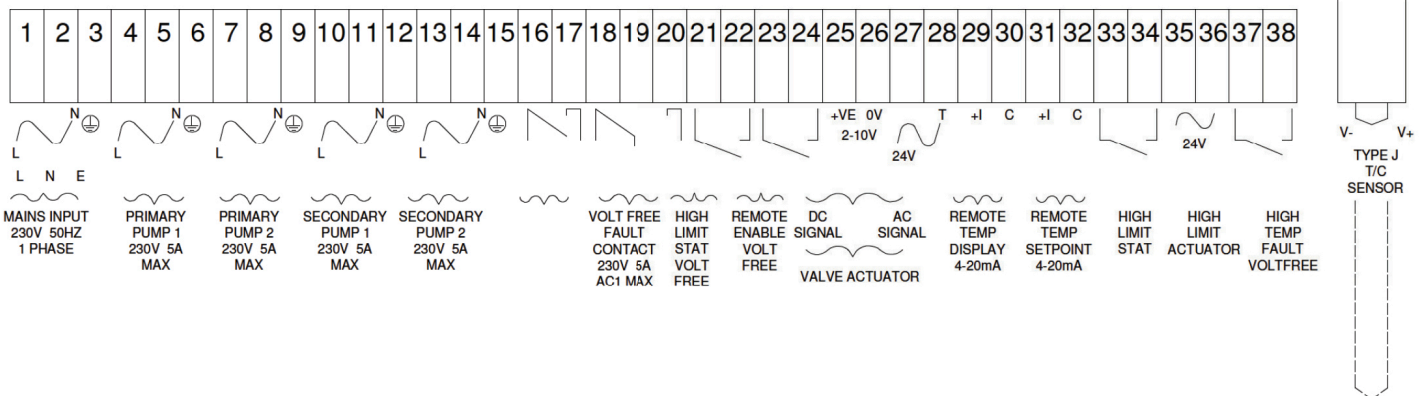 1 2 3 4 5 6 7 8 9 10 11 12 13 14 15 16 17 18 19 20 21 22 23 24 25 26 27 28 29 30 31 32 33 34 35 36 37 38
N N N N N +VE 0V T +I C +I C
2-10V
V- V+
L L L L L 24V 24V
L N E
TYPE J
T/C
SENSOR
MAINS INPUT
230V 50HZ
1 PHASE
PRIMARY
PUMP 1
230V 5A
MAX
PRIMARY
PUMP 2
230V 5A
MAX
SECONDARY
PUMP 1
230V 5A
MAX
SECONDARY
PUMP 2
230V 5A
MAX
VOLT FREE
FAULT
CONTACT
230V 5A
AC1 MAX
HIGH
LIMIT
STAT
VOLT
FREE
REMOTE
ENABLE
VOLT
FREE
DC
SIGNAL
AC
SIGNAL
VALVE ACTUATOR
REMOTE
TEMP
DISPLAY
4-20mA
REMOTE
TEMP
SETPOINT
4-20mA
HIGH
LIMIT
STAT
HIGH
LIMIT
ACTUATOR
HIGH
TEMP
FAULT
VOLTFREE